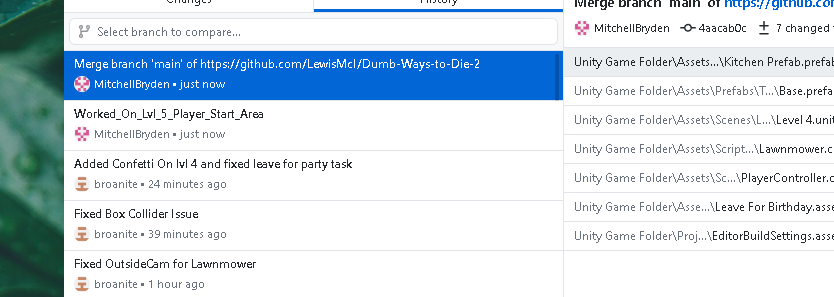 Changes History
Select branch to compare...
Merge branch 'main' of https://github.com/LewisMcl/Dumb-Ways-to-Die-2
MitchellBryden • just now
Worked_On_Lvl_5_Player_Start_Area
MitchellBryden • just now
Added Confetti On lvl 4 and fixed leave for party task
broanite • 24 minutes ago
Fixed Box Collider Issue
broanite • 39 minutes ago
Fixed OutsideCam for Lawnmower
broanite • 1 hour ago
Merge branch 'main' of https://github.co
MitchellBryden 4aacab0c 7 changed
Unity Game Folder\Assets...\Kitchen Prefab.prefab
Unity Game Folder\Assets\Prefabs\T...\Base.prefa
Unity Game Folder\Assets\Scenes\L...\Level 4.unit
Unity Game Folder\Assets\Script...\Lawnmower.c
Unity Game Folder\Assets\Sc...\PlayerController.c
Unity Game Folder\Asse...\Leave For Birthday.asse
Unity Game Folder\Proj...\EditorBuildSettings.asse